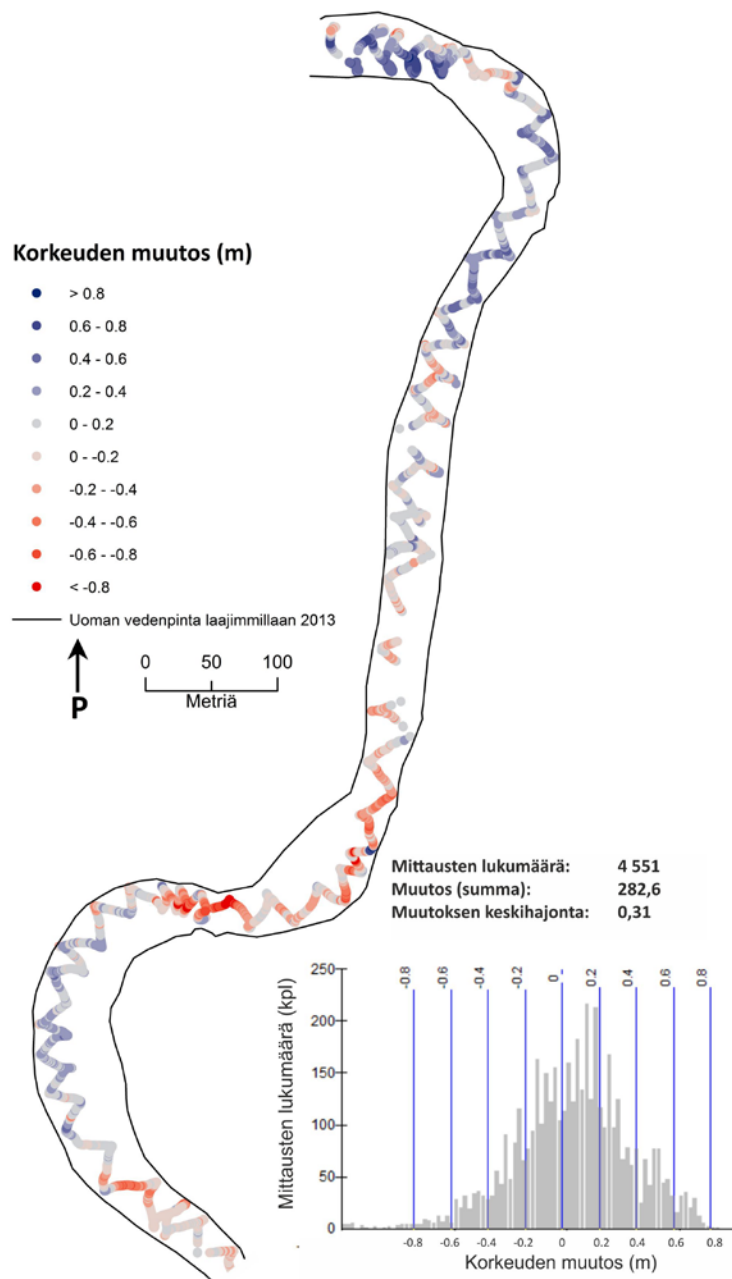 Korkeuden muutos (m)
> 0.8
0.6 - 0.8
0.4 - 0.6
0.2 - 0.4
0 - 0.2
0 - -0.2
-0.2 - -0.4
-0.4 - -0.6
-0.6 - -0.8
< -0.8
Uoman vedenpinta laajimmillaan 2013
P
0 50 100
Metriä
Mittausten lukumäärä: 4 551
Muutos (summa): 282,6
Muutoksen keskihajonta: 0,31
-0.8 -0.6 -0.4 -0.2 0 0.2 0.4 0.6 0.8
Mittausten lukumäärä (kpl)
250
200
150
100
50
0
-0.8 -0.6 -0.4 -0.2 0 0.2 0.4 0.6 0.8
Korkeuden muutos (m)